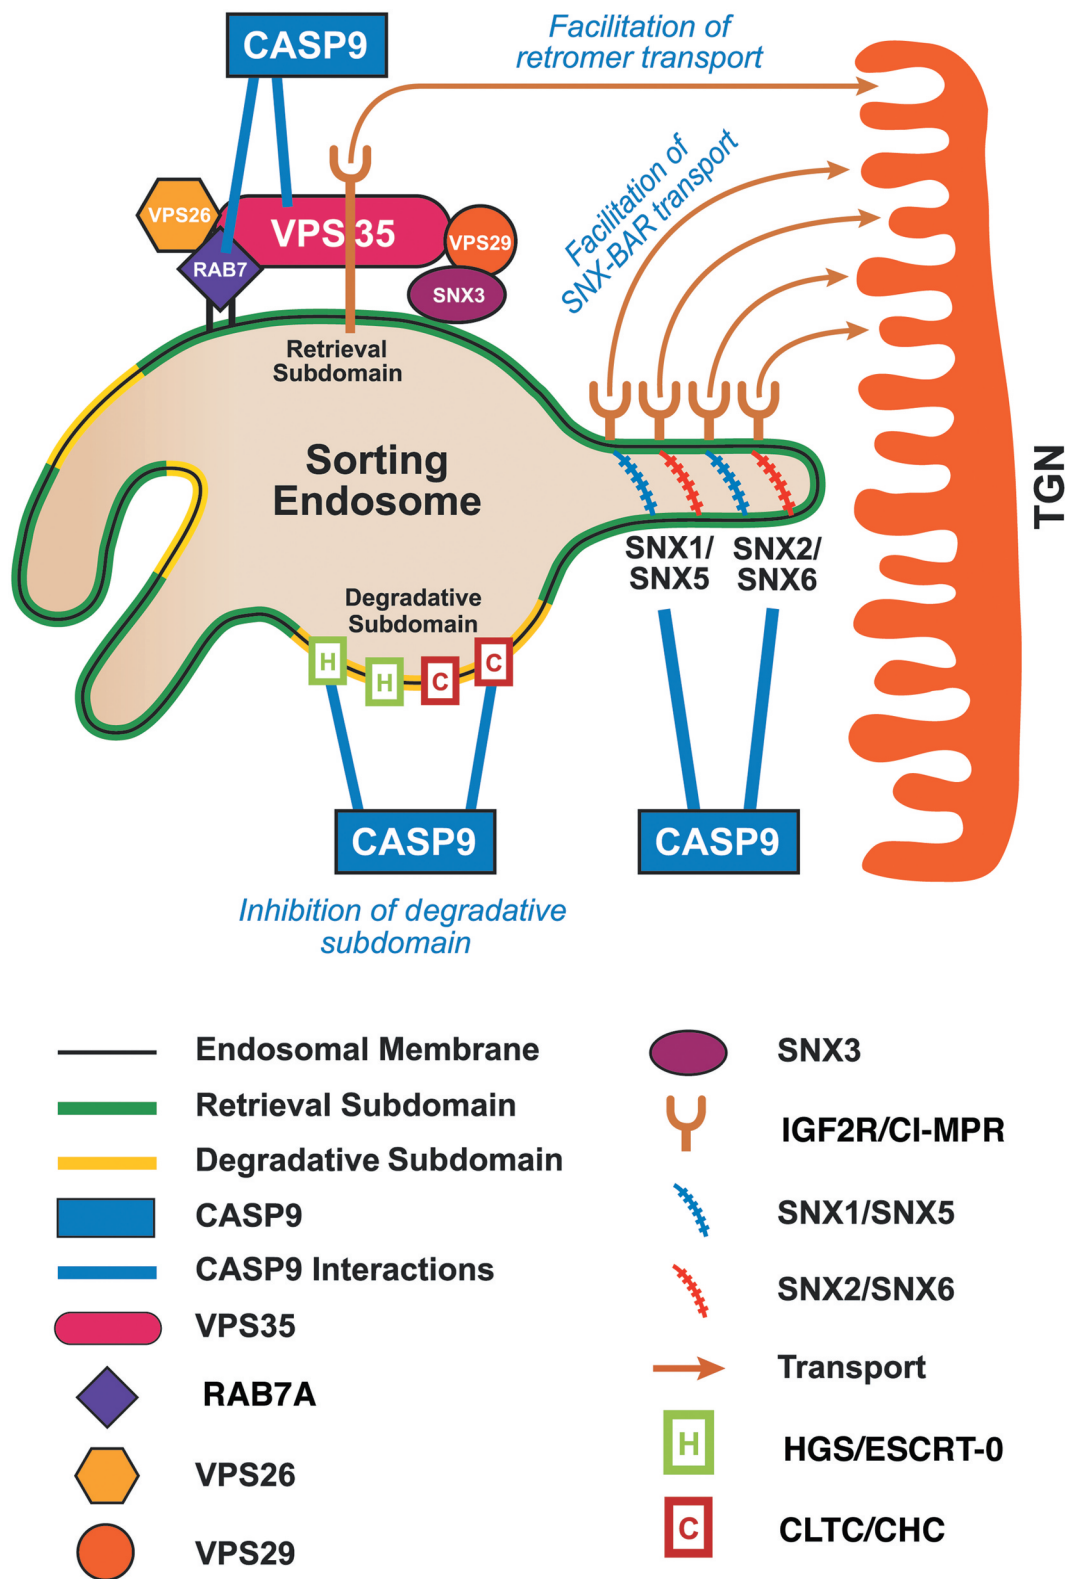 CASP9
Facilitation of
retromer transport
Facilitation of
SNX-BAR transport
VPS26
VPS35
VPS29
RAB7
SNX3
Retrieval
Subdomain
Sorting
Endosome
TGN
SNX1/
SNX5
SNX2/
SNX6
Degradative
Subdomain
H
H
C
C
CASP9
CASP9
Inhibition of degradative
subdomain
Endosomal Membrane
Retrieval Subdomain
Degradative Subdomain
CASP9
CASP9 Interactions
VPS35
RAB7A
VPS26
VPS29
SNX3
IGF2R/CI-MPR
SNX1/SNX5
SNX2/SNX6
Transport
H
HGS/ESCRT-0
C
CLTC/CHC